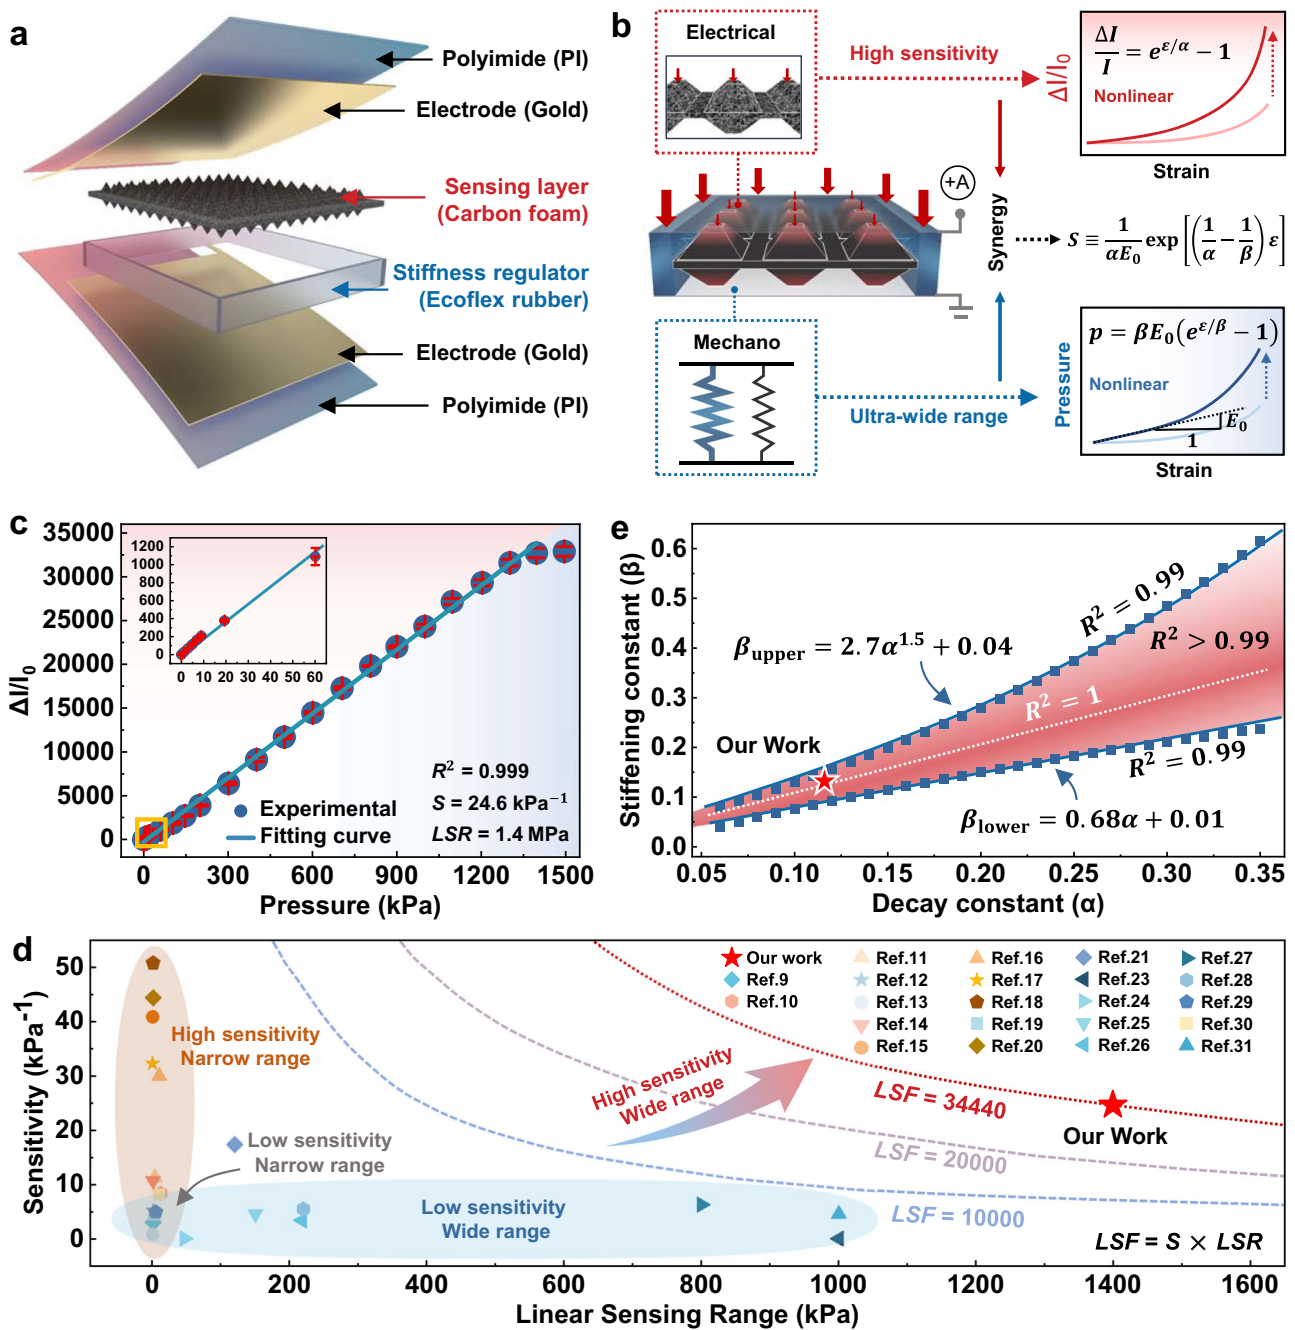 a
Polyimide (PI)
Electrode (Gold)
Sensing layer
(Carbon foam)
Stiffness regulator
(Ecoflex rubber)
Electrode (Gold)
Polyimide (PI)
b
Electrical
High sensitivity
ΔI/I₀
ΔI/I = e^{ε/α} − 1
Nonlinear
Strain
+A
Synergy
S ≡ 1/(αE₀) exp[(1/α − 1/β) ε]
Mechano
Ultra-wide range
Pressure
p = βE₀(e^{ε/β} − 1)
Nonlinear
E₀
1
Strain
c
ΔI/I₀
35000
30000
25000
20000
15000
10000
5000
0
1200
1000
800
600
400
200
0
0 10 20 30 40 50 60
R² = 0.999
S = 24.6 kPa⁻¹
LSR = 1.4 MPa
Experimental
Fitting curve
0 300 600 900 1200 1500
Pressure (kPa)
e
Stiffening constant (β)
0.6
0.5
0.4
0.3
0.2
0.1
0.0
R² = 0.99
β_upper = 2.7α^{1.5} + 0.04
R² > 0.99
R² = 1
Our Work
R² = 0.99
β_lower = 0.68α + 0.01
0.05 0.10 0.15 0.20 0.25 0.30 0.35
Decay constant (α)
d
Sensitivity (kPa⁻¹)
50
40
30
20
10
0
High sensitivity
Narrow range
Low sensitivity
Narrow range
Low sensitivity
Wide range
High sensitivity
Wide range
Our work
Ref.9
Ref.10
Ref.11
Ref.12
Ref.13
Ref.14
Ref.15
Ref.16
Ref.17
Ref.18
Ref.19
Ref.20
Ref.21
Ref.23
Ref.24
Ref.25
Ref.26
Ref.27
Ref.28
Ref.29
Ref.30
Ref.31
LSF = 34440
Our Work
LSF = 20000
LSF = 10000
LSF = S × LSR
0 200 400 600 800 1000 1200 1400 1600
Linear Sensing Range (kPa)